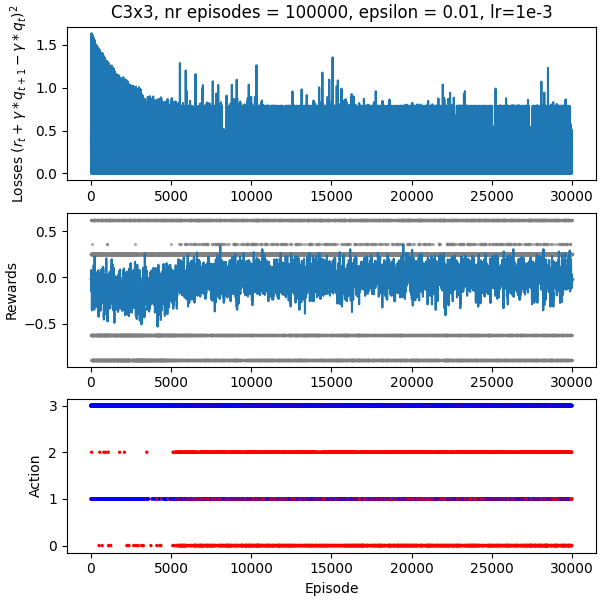 C3x3, nr episodes = 100000, epsilon = 0.01, lr=1e-3
Losses $(r_t + \gamma * q_{t+1} - \gamma * q_t)^2$
1.5
1.0
0.5
0.0
0 5000 10000 15000 20000 25000 30000
Rewards
0.5
0.0
−0.5
0 5000 10000 15000 20000 25000 30000
Action
3
2
1
0
0 5000 10000 15000 20000 25000 30000
Episode